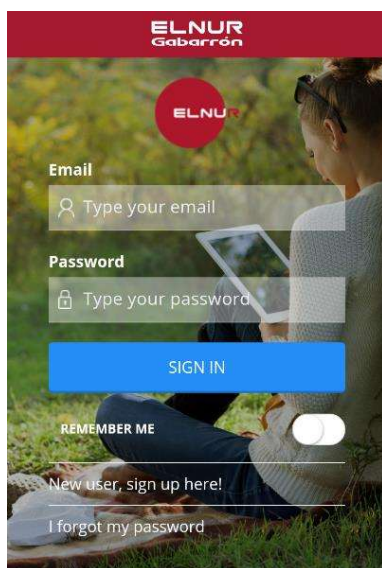 ELNUR
Gabarrón
ELNUR
Email
Type your email
Password
Type your password
SIGN IN
REMEMBER ME
New user, sign up here!
I forgot my password